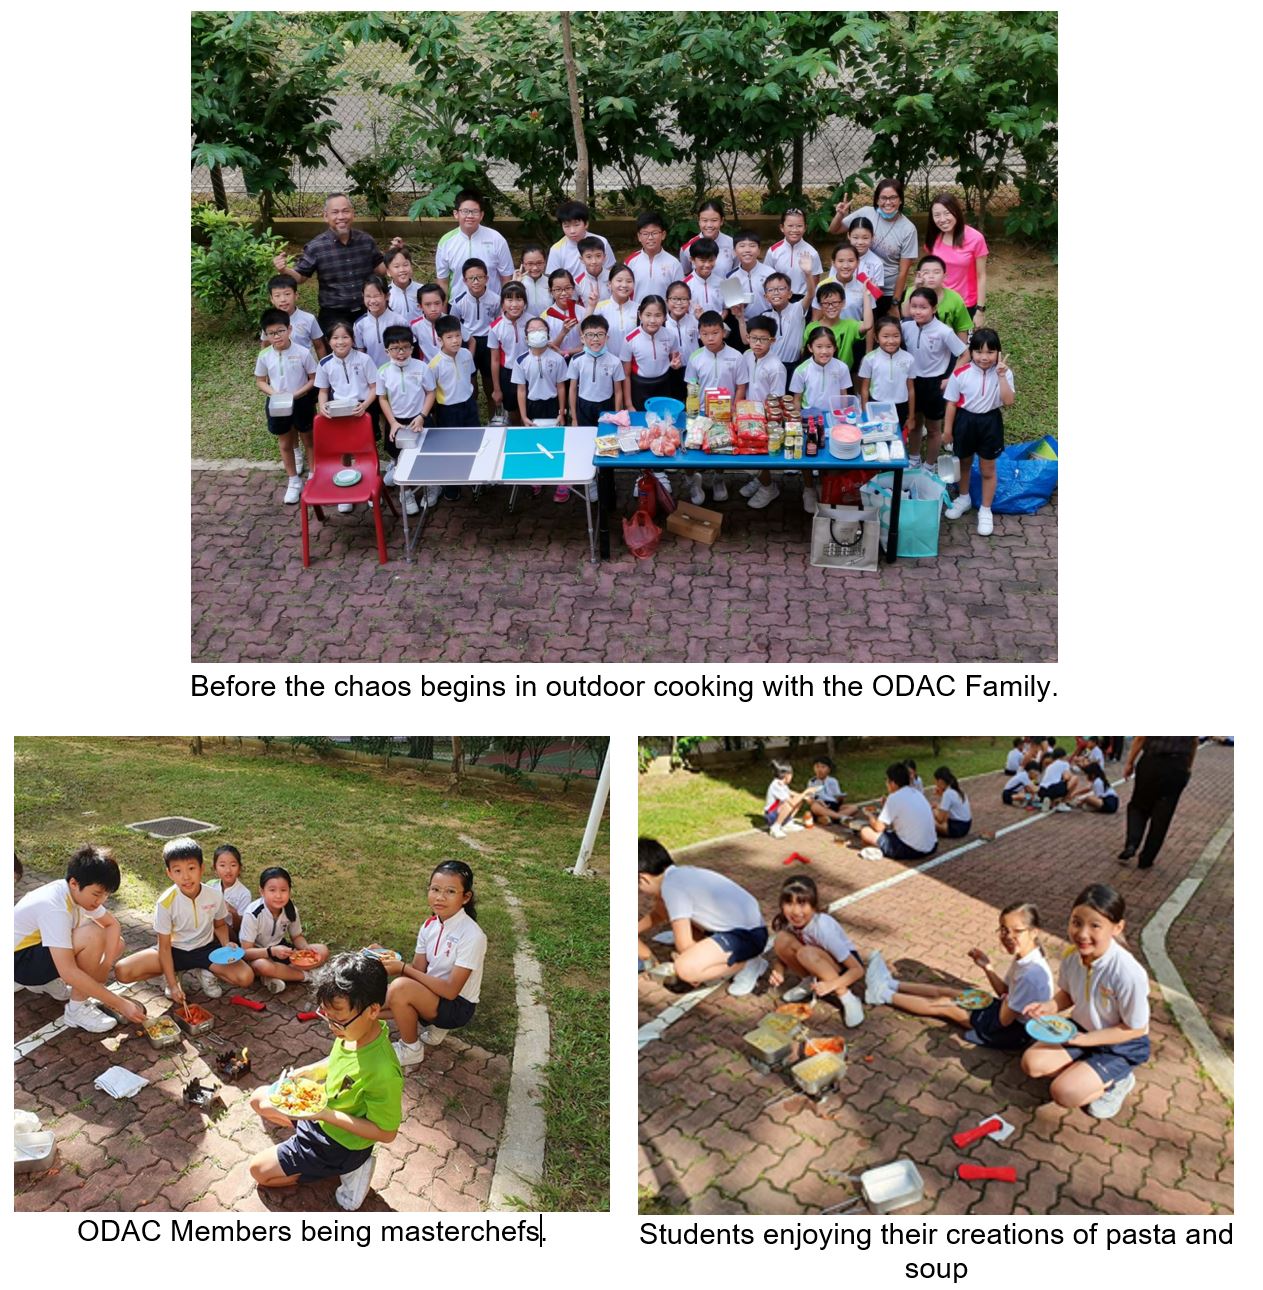 Before the chaos begins in outdoor cooking with the ODAC Family.
ODAC Members being masterchefs.
Students enjoying their creations of pasta and
soup